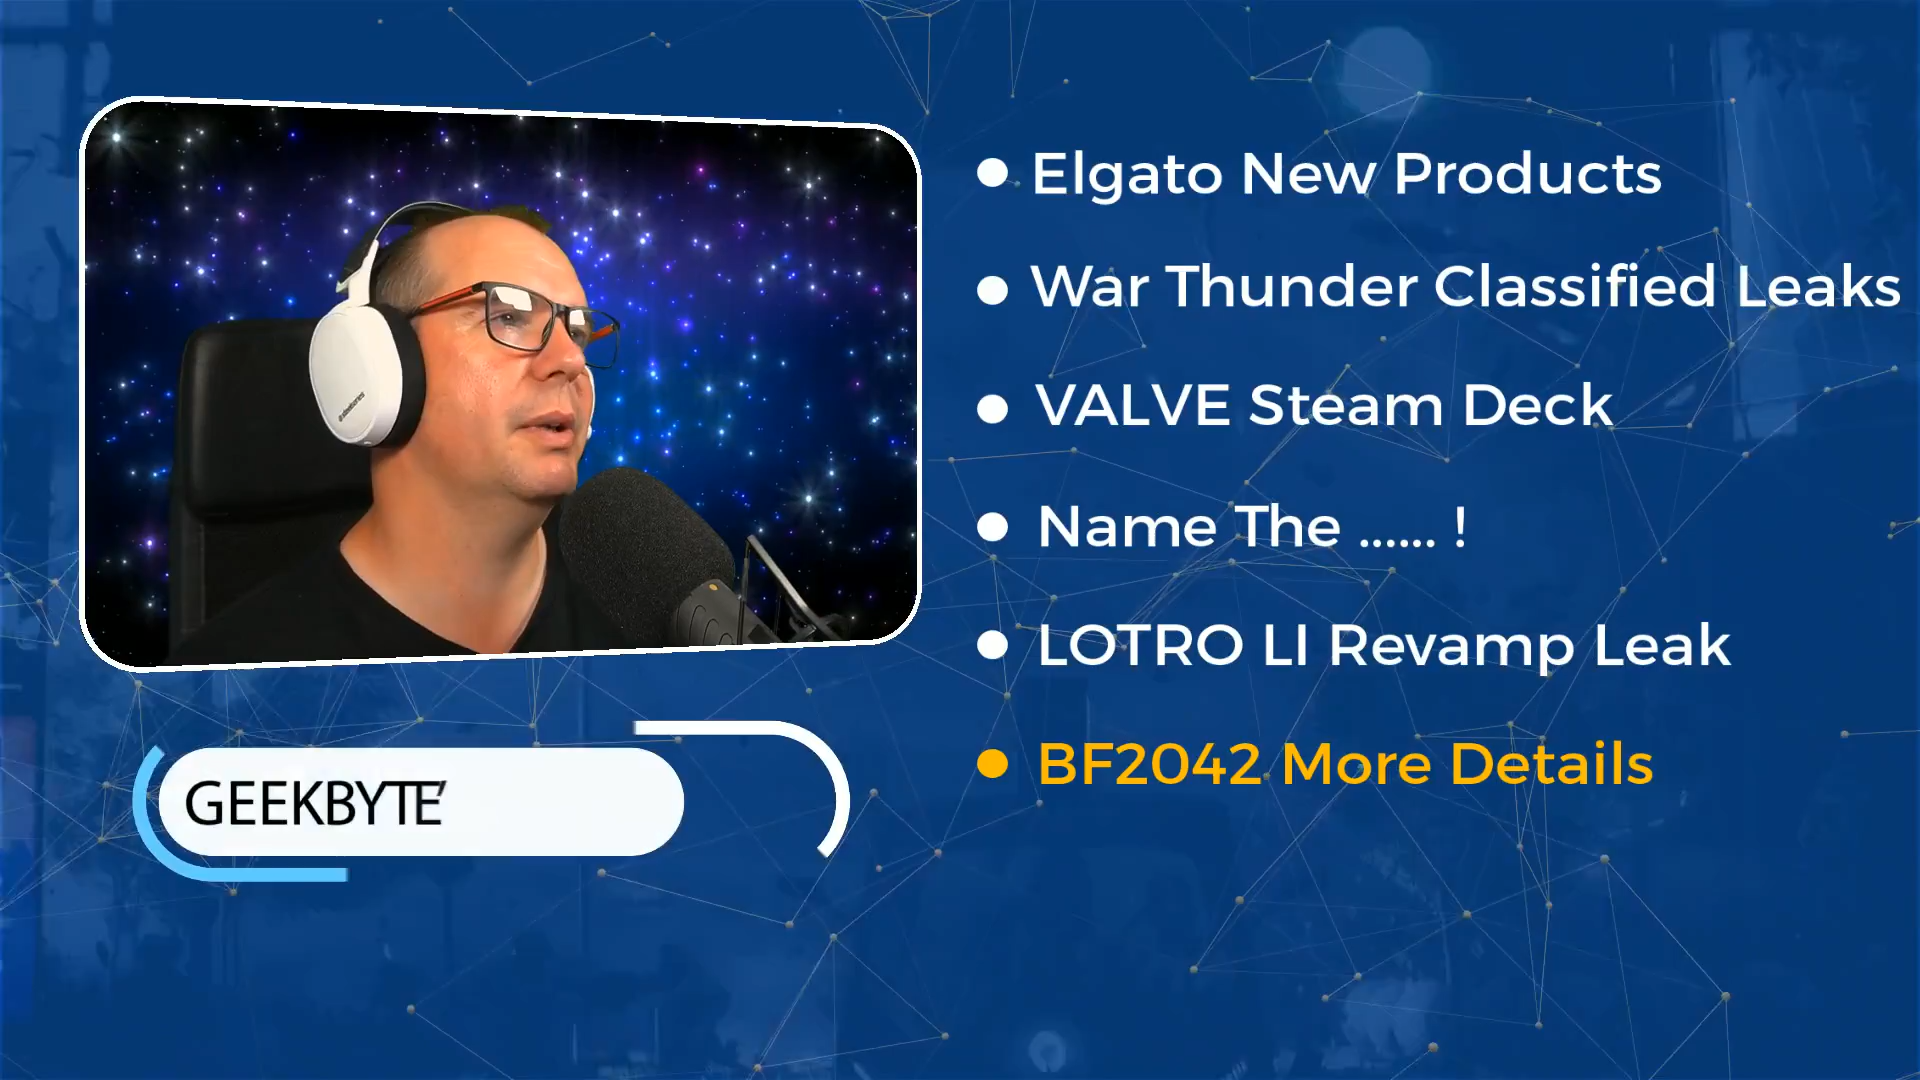 Elgato New Products
War Thunder Classified Leaks
VALVE Steam Deck
Name The ...... !
LOTRO LI Revamp Leak
BF2042 More Details
GEEKBYTE
steelseries